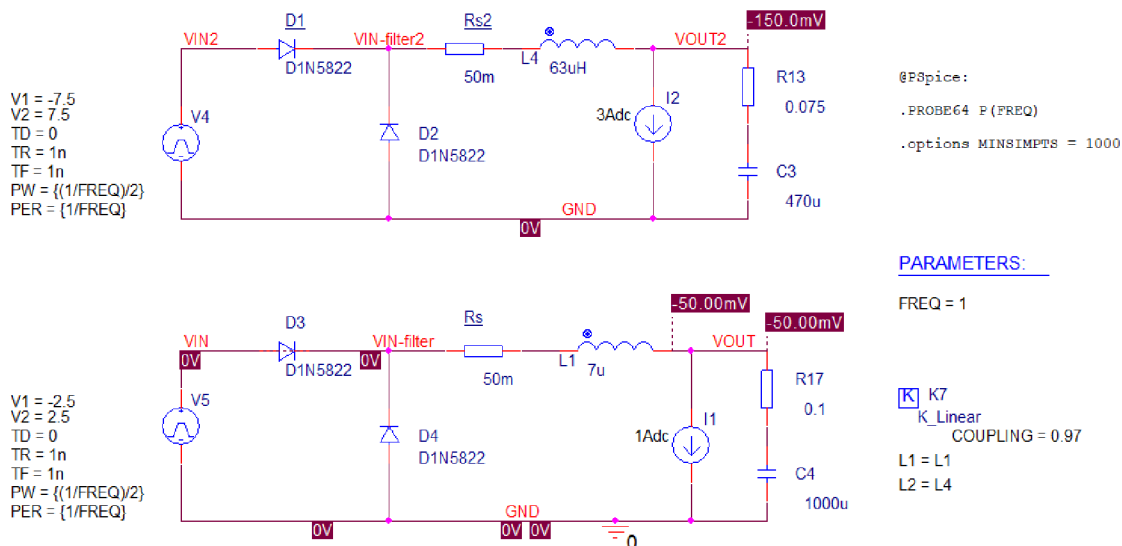 D1
Rs2
-150.0mV
VIN2
VIN-filter2
VOUT2
D1N5822
50m
L4
63uH
R13
0.075
@PSpice:
.PROBE64 P(FREQ)
.options MINSIMPTS = 1000
V1 = -7.5
V2 = 7.5
TD = 0
TR = 1n
TF = 1n
PW = {(1/FREQ)/2}
PER = {1/FREQ}
V4
D2
D1N5822
3Adc
I2
C3
470u
GND
0V
PARAMETERS:
FREQ = 1
-50.00mV
-50.00mV
D3
Rs
VIN
VIN-filter
VOUT
0V
0V
D1N5822
50m
L1
7u
R17
0.1
V1 = -2.5
V2 = 2.5
TD = 0
TR = 1n
TF = 1n
PW = {(1/FREQ)/2}
PER = {1/FREQ}
V5
D4
D1N5822
1Adc
I1
C4
1000u
GND
0V
0V
0V
0
K
K7
K_Linear
COUPLING = 0.97
L1 = L1
L2 = L4